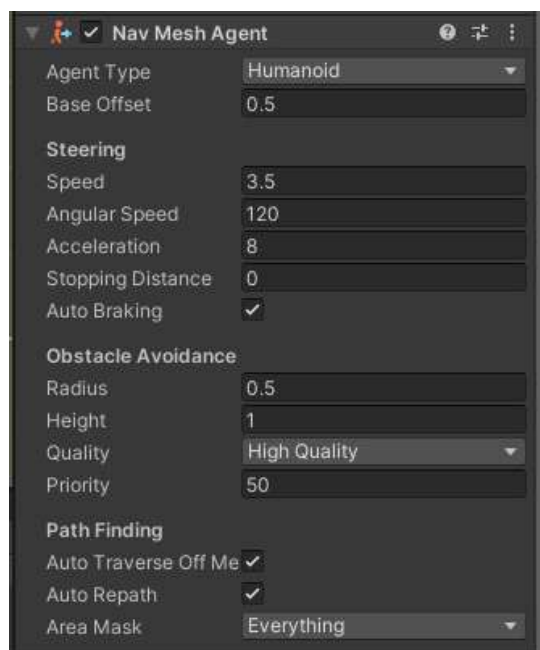 Nav Mesh Agent
Agent Type Humanoid
Base Offset 0.5
Steering
Speed 3.5
Angular Speed 120
Acceleration 8
Stopping Distance 0
Auto Braking
Obstacle Avoidance
Radius 0.5
Height 1
Quality High Quality
Priority 50
Path Finding
Auto Traverse Off Me
Auto Repath
Area Mask Everything